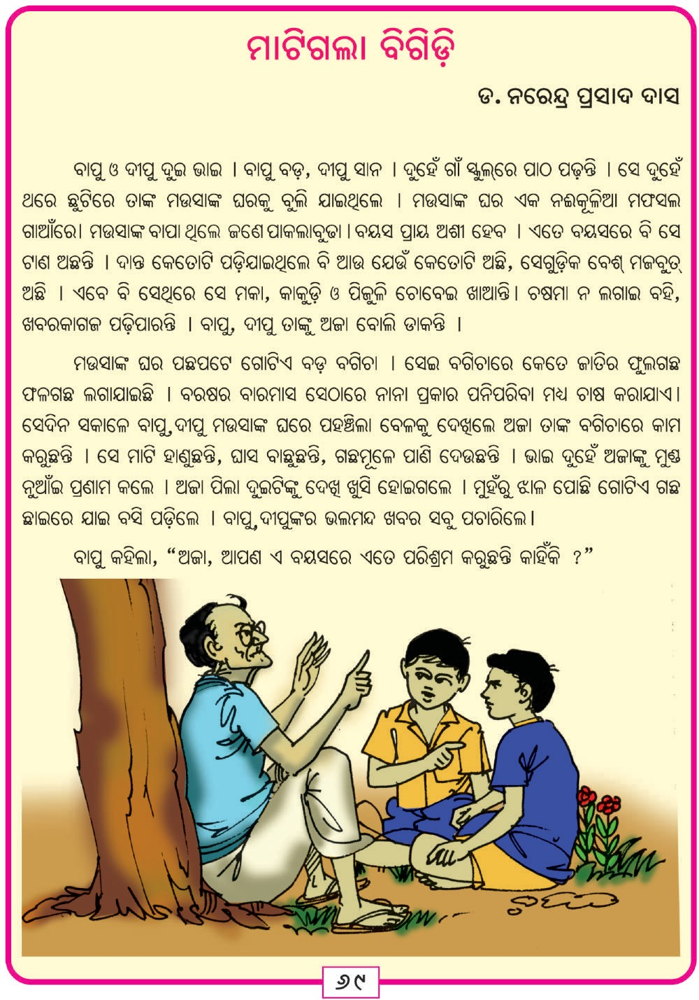 ମାଟିଗଲା ବିଗିଡ଼ି
ଡ. ନରେନ୍ଦ୍ର ପ୍ରସାଦ ଦାସ
ବାପୁ ଓ ଦୀପୁ ଦୁଇ ଭାଇ । ବାପୁ ବଡ଼, ଦୀପୁ ସାନ । ଦୁହେଁ ଗାଁ ସ୍କୁଲ୍‌ରେ ପାଠ ପଢ଼ନ୍ତି । ସେ ଦୁହେଁ
ଥରେ ଛୁଟିରେ ତାଙ୍କ ମଉସାଙ୍କ ଘରକୁ ବୁଲି ଯାଇଥିଲେ । ମଉସାଙ୍କ ଘର ଏକ ନଈକୂଳିଆ ମଫସଲ
ଗାଆଁରେ। ମଉସାଙ୍କ ବାପା ଥିଲେ ଜଣେ ପାକଲାବୁଢା। ବୟସ ପ୍ରାୟ ଅଶୀ ହେବ । ଏତେ ବୟସରେ ବି ସେ
ଟାଣ ଅଛନ୍ତି । ଦାନ୍ତ କେତୋଟି ପଡ଼ିଯାଇଥିଲେ ବି ଆଉ ଯେଉଁ କେତୋଟି ଅଛି, ସେଗୁଡ଼ିକ ବେଶ୍ ମଜବୁତ୍
ଅଛି । ଏବେ ବି ସେଥିରେ ସେ ମକା, କାକୁଡ଼ି ଓ ପିଜୁଳି ଚୋବେଇ ଖାଆନ୍ତି। ଚଷମା ନ ଲଗାଇ ବହି,
ଖବରକାଗଜ ପଢ଼ିପାରନ୍ତି । ବାପୁ, ଦୀପୁ ତାଙ୍କୁ ଅଜା ବୋଲି ଡାକନ୍ତି ।
ମଉସାଙ୍କ ଘର ପଛପଟେ ଗୋଟିଏ ବଡ଼ ବଗିଚା । ସେଇ ବଗିଚାରେ କେତେ ଜାତିର ଫୁଲଗଛ
ଫଳଗଛ ଲଗାଯାଇଛି । ବରଷର ବାରମାସ ସେଠାରେ ନାନା ପ୍ରକାର ପନିପରିବା ମଧ୍ୟ ଚାଷ କରାଯାଏ।
ସେଦିନ ସକାଳେ ବାପୁ,ଦୀପୁ ମଉସାଙ୍କ ଘରେ ପହଞ୍ଚିଲା ବେଳକୁ ଦେଖିଲେ ଅଜା ତାଙ୍କ ବଗିଚାରେ କାମ
କରୁଛନ୍ତି । ସେ ମାଟି ହାଣୁଛନ୍ତି, ଘାସ ବାଛୁଛନ୍ତି, ଗଛମୂଳେ ପାଣି ଦେଉଛନ୍ତି । ଭାଇ ଦୁହେଁ ଅଜାଙ୍କୁ ମୁଣ୍ଡ
ନୁଆଁଇ ପ୍ରଣାମ କଲେ । ଅଜା ପିଲା ଦୁଇଟିଙ୍କୁ ଦେଖି ଖୁସି ହୋଇଗଲେ । ମୁହଁରୁ ଝାଳ ପୋଛି ଗୋଟିଏ ଗଛ
ଛାଇରେ ଯାଇ ବସି ପଡ଼ିଲେ । ବାପୁ,ଦୀପୁଙ୍କର ଭଲମନ୍ଦ ଖବର ସବୁ ପଚାରିଲେ।
ବାପୁ କହିଲା, “ଅଜା, ଆପଣ ଏ ବୟସରେ ଏତେ ପରିଶ୍ରମ କରୁଛନ୍ତି କାହିଁକି ?”
୬୯